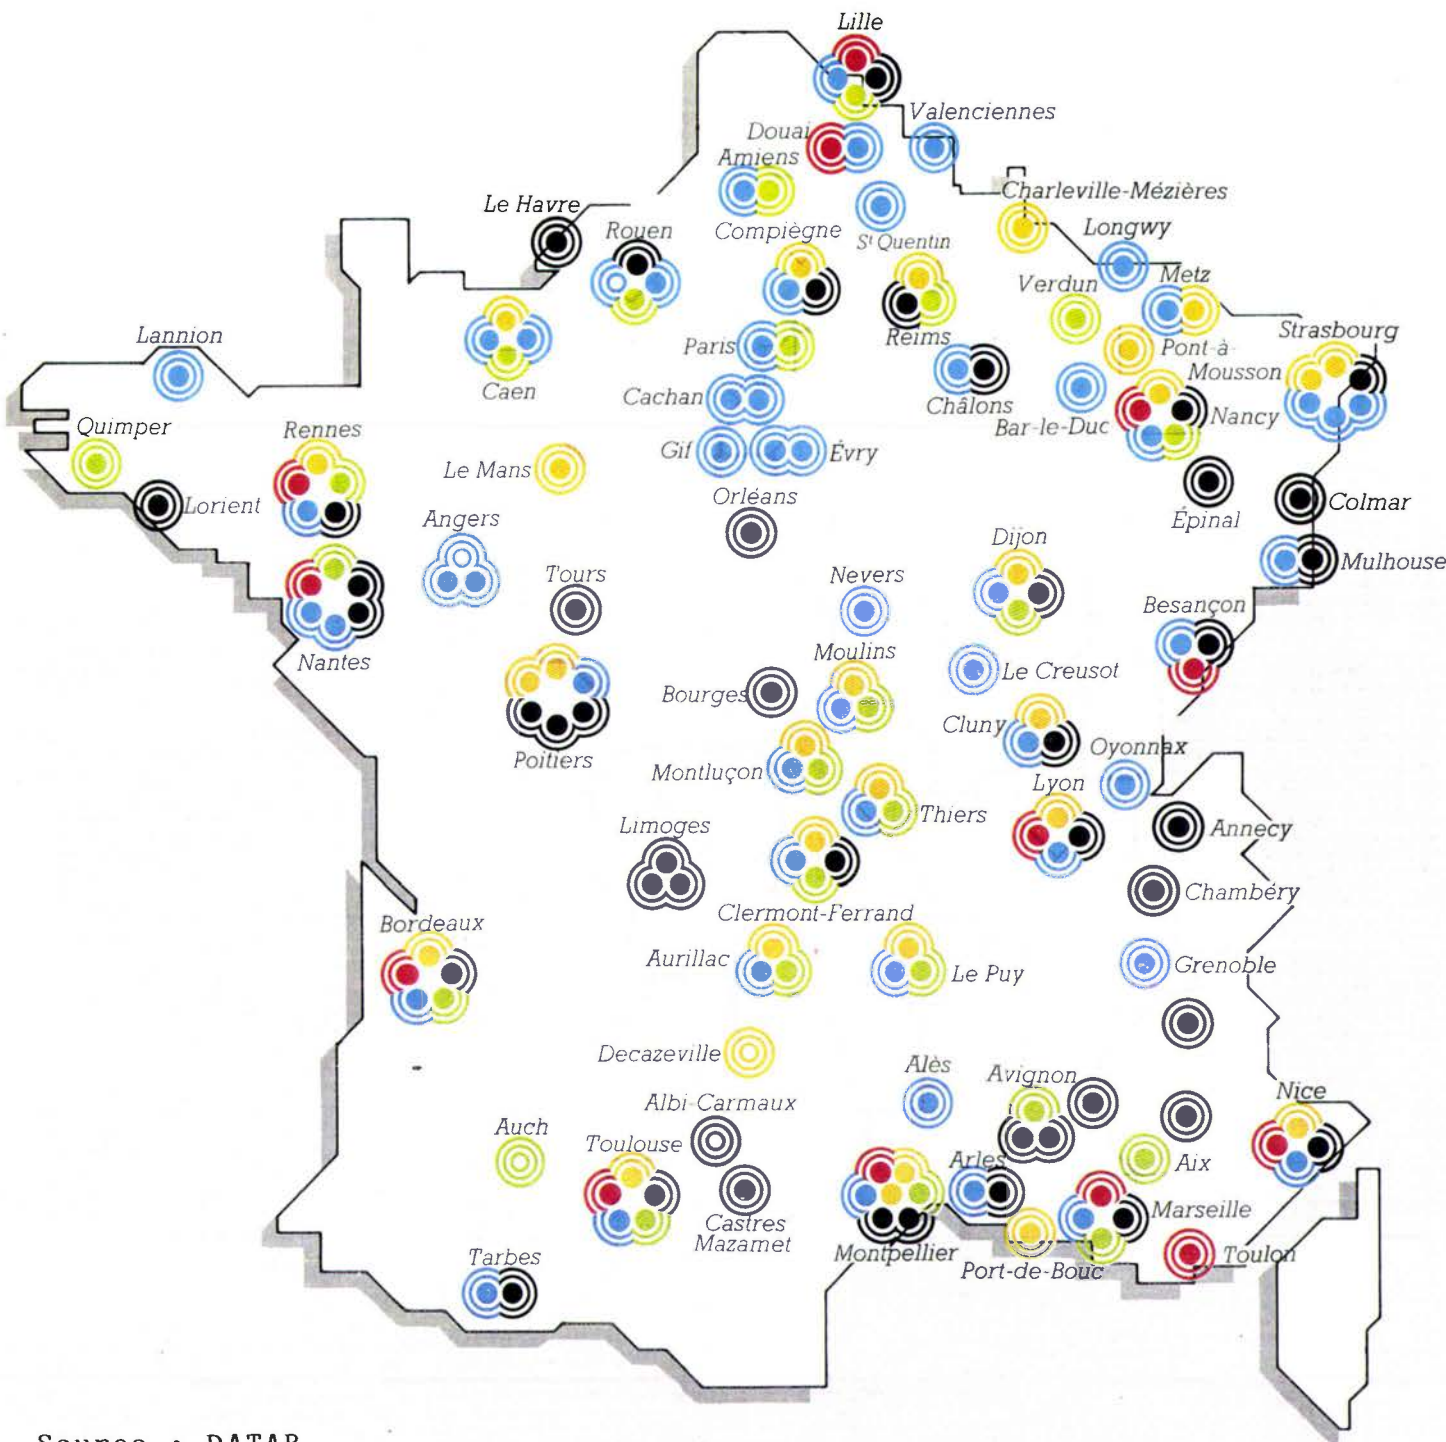 Lille
Valenciennes
Douai
Amiens
Charleville-Mézières
Le Havre
Rouen
Compiègne
St Quentin
Longwy
Verdun
Metz
Lannion
Caen
Paris
Reims
Pont-à-
Mousson
Strasbourg
Cachan
Châlons
Bar-le-Duc
Nancy
Quimper
Rennes
Le Mans
Gif
Évry
Lorient
Orléans
Épinal
Colmar
Angers
Dijon
Mulhouse
Tours
Nevers
Besançon
Nantes
Moulins
Le Creusot
Bourges
Cluny
Poitiers
Montluçon
Oyonnax
Lyon
Thiers
Limoges
Annecy
Chambéry
Clermont-Ferrand
Bordeaux
Aurillac
Le Puy
Grenoble
Decazeville
Alès
Avignon
Nice
Albi-Carmaux
Auch
Toulouse
Arles
Aix
Castres
Mazamet
Marseille
Montpellier
Toulon
Port-de-Bouc
Tarbes
Source : DATAR